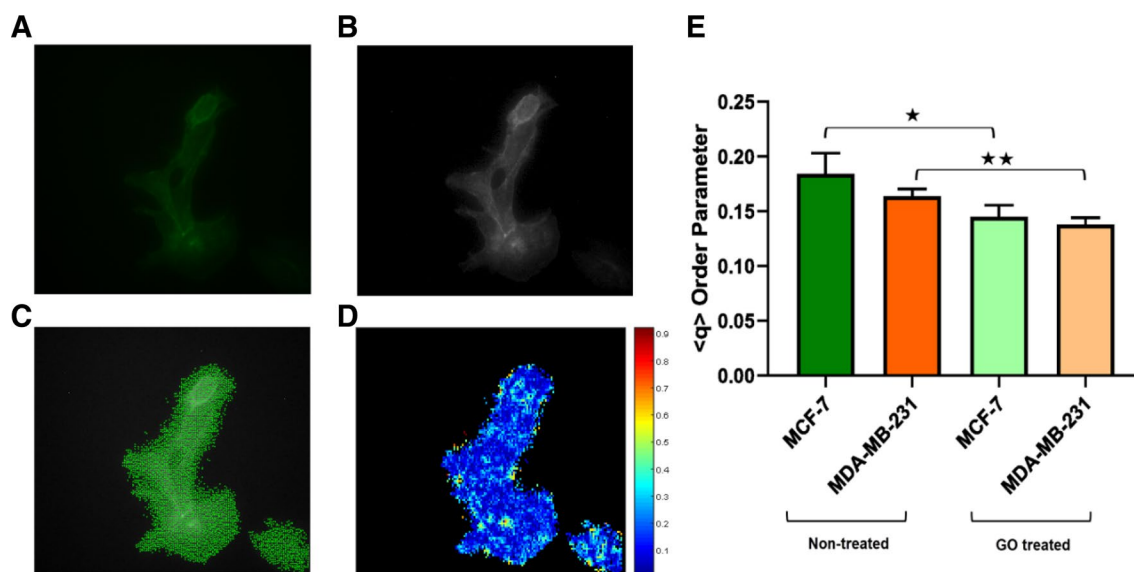 A
B
C
D
0.9
0.8
0.7
0.6
0.5
0.4
0.3
0.2
0.1
E
<q> Order Parameter
0.25
0.20
0.15
0.10
0.05
0.00
★
★★
MCF-7
MDA-MB-231
MCF-7
MDA-MB-231
Non-treated
GO treated